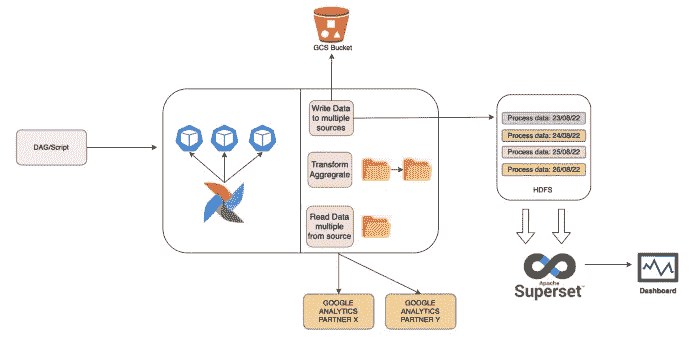 GCS Bucket
DAG/Script
Write Data
to multiple
sources
Transform
Aggregrate
Read Data
multiple
from source
Process data: 23/08/22
Process data: 24/08/22
Process data: 25/08/22
Process data: 26/08/22
HDFS
Apache
Superset™
Dashboard
GOOGLE
ANALYTICS
PARTNER X
GOOGLE
ANALYTICS
PARTNER Y